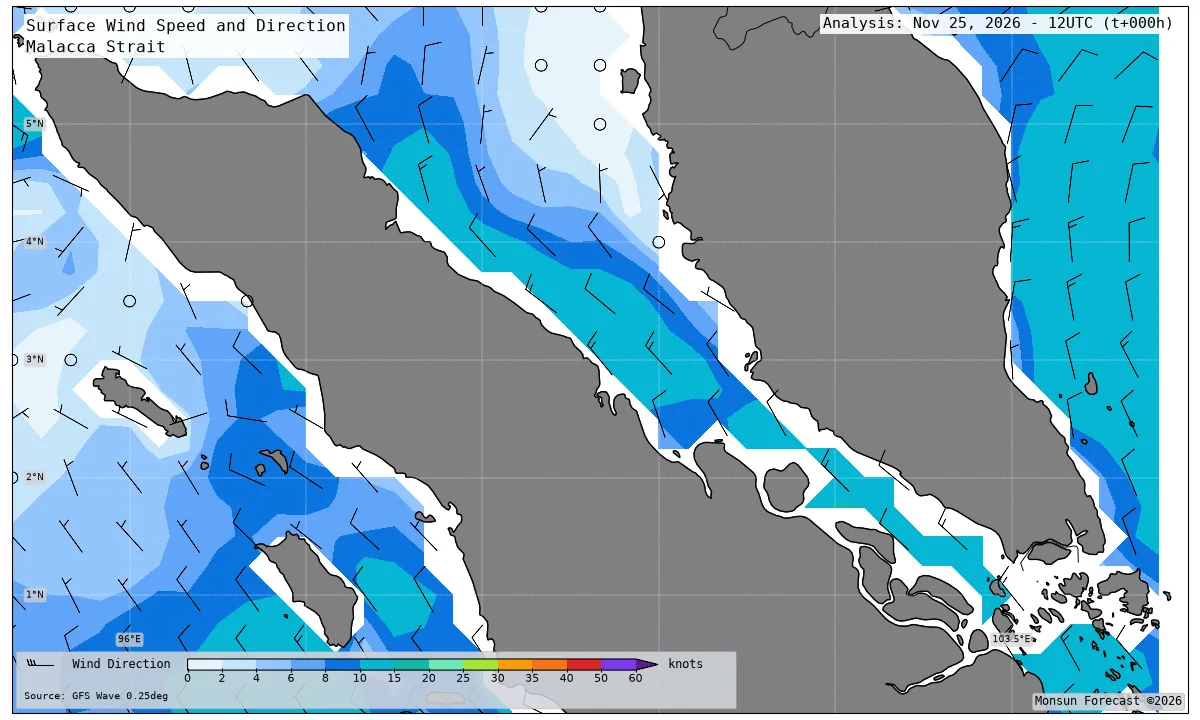 Surface Wind Speed and Direction
Malacca Strait
Analysis: Nov 25, 2026 - 12UTC (t+000h)
5°N
4°N
3°N
2°N
1°N
96°E
103.5°E
Wind Direction
knots
0 2 4 6 8 10 15 20 25 30 35 40 50 60
Source: GFS Wave 0.25deg
Monsun Forecast ©2026